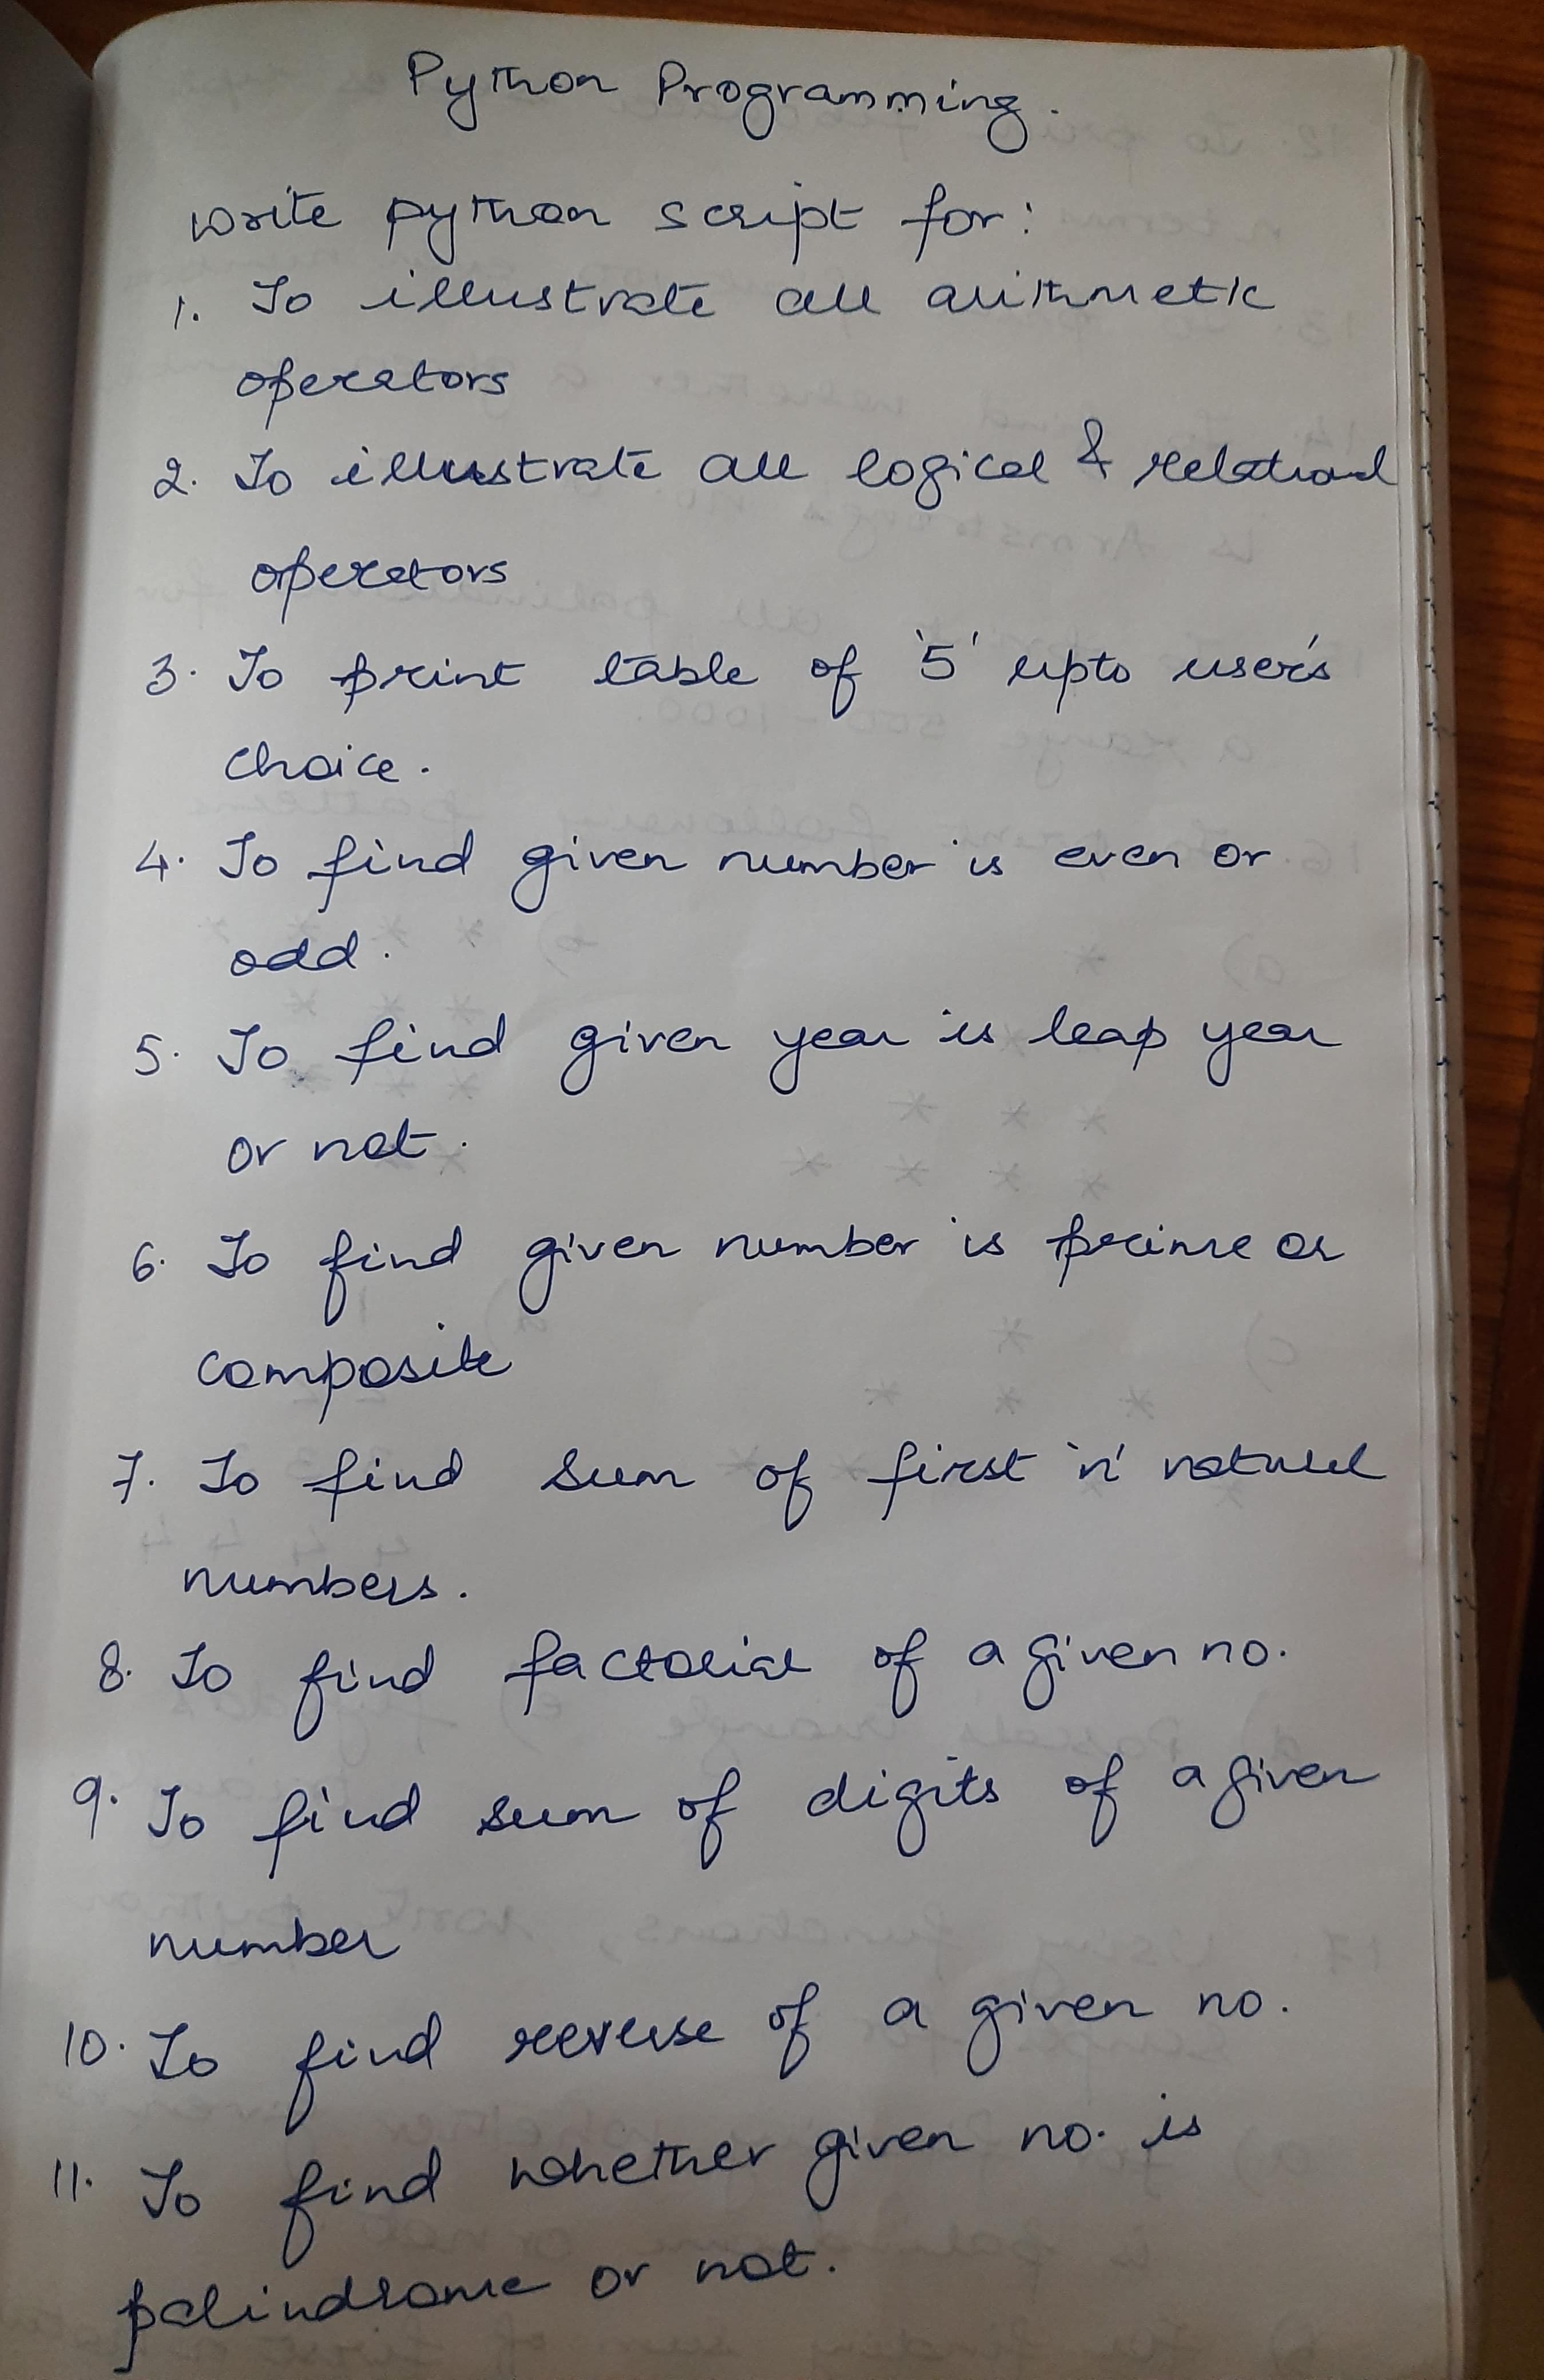 Python Programming.
write python script for:
1. To illustrate all arithmetic
operators
2. To illustrate all logical & relational
operators
3. To print table of '5' upto user's
choice.
4. To find given number is even or
odd.
5. To find given year is leap year
or not.
6. To find given number is prime or
composite
7. To find sum of first 'n' natural
numbers.
8. To find factorial of a given no.
9. To find sum of digits of a given
number
10. To find reverse of a given no.
11. To find whether given no. is
palindrome or not.